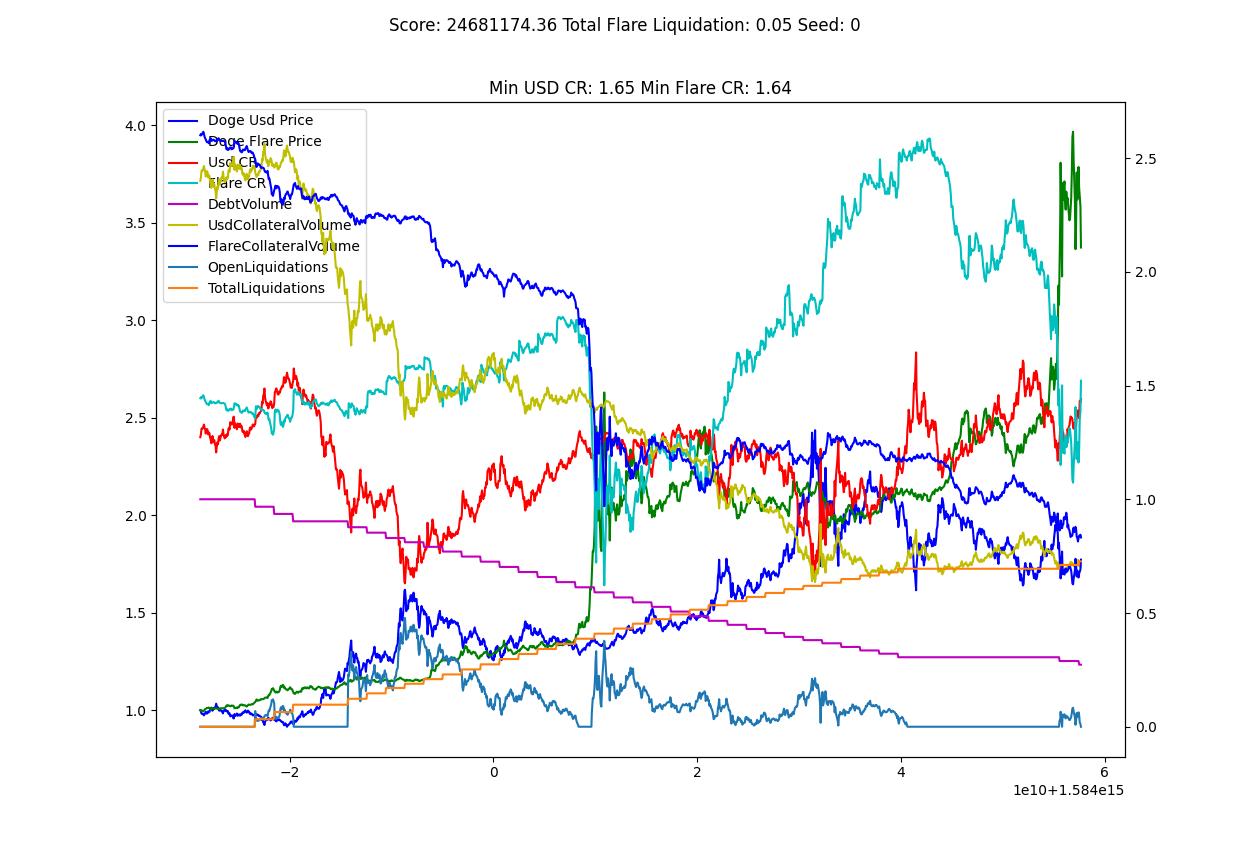 Score: 24681174.36 Total Flare Liquidation: 0.05 Seed: 0
Min USD CR: 1.65 Min Flare CR: 1.64
Doge Usd Price
Doge Flare Price
Usd CR
Flare CR
DebtVolume
UsdCollateralVolume
FlareCollateralVolume
OpenLiquidations
TotalLiquidations
4.0
3.5
3.0
2.5
2.0
1.5
1.0
2.5
2.0
1.5
1.0
0.5
0.0
−2
0
2
4
6
1e10+1.584e15